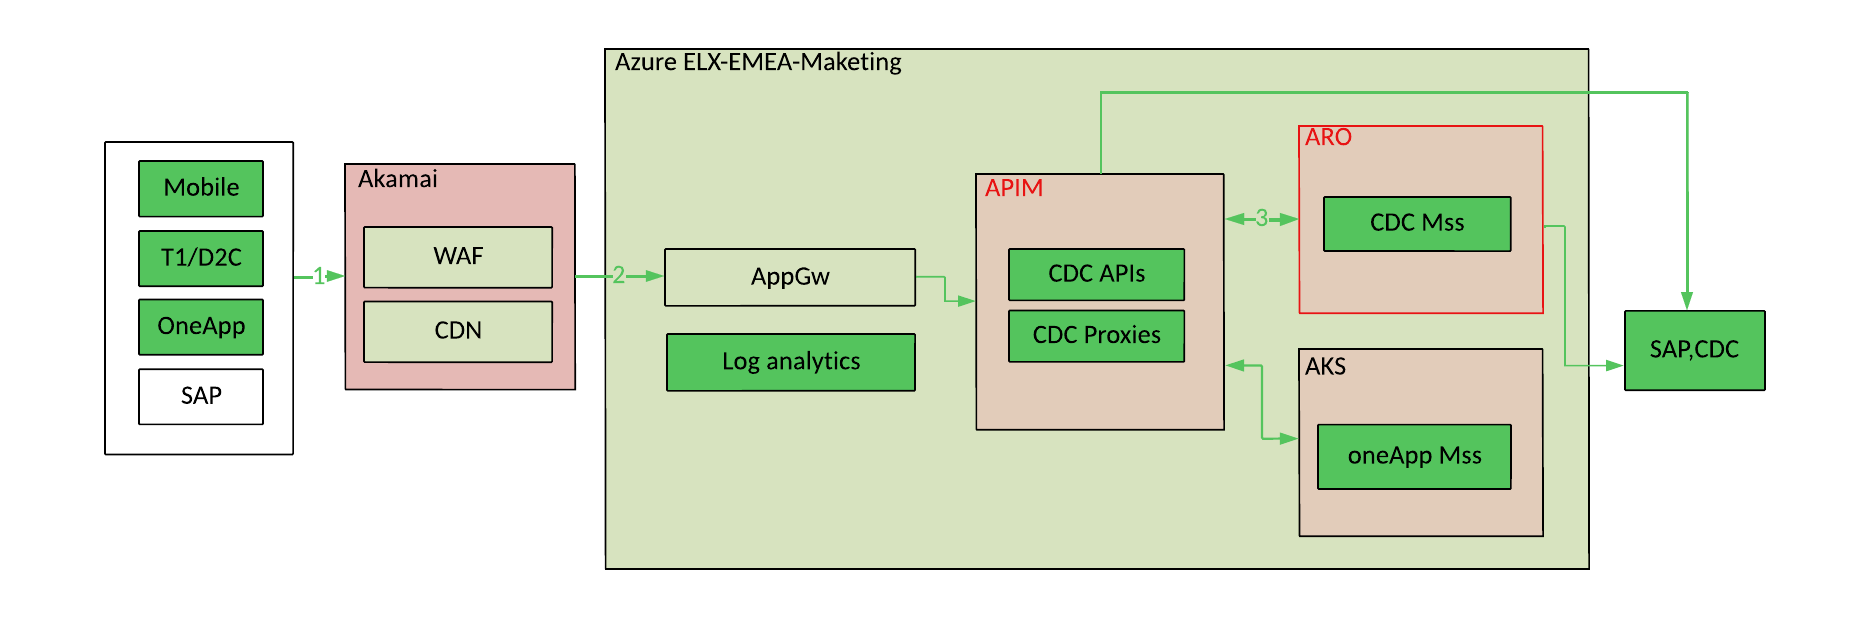 Azure ELX-EMEA-Maketing
Mobile
T1/D2C
OneApp
SAP
1
Akamai
WAF
CDN
2
AppGw
Log analytics
APIM
CDC APIs
CDC Proxies
3
ARO
CDC Mss
AKS
oneApp Mss
SAP,CDC